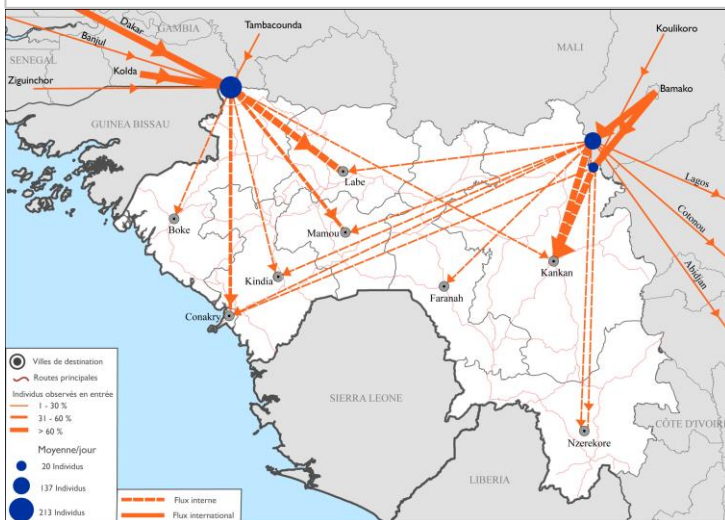 Dakar
Banjul
GAMBIA
Tambacounda
SENEGAL
Kolda
Ziguinchor
GUINEA BISSAU
MALI
Koulikoro
Bamako
Lagos
Cotonou
Abidjan
Labe
Boke
Mamou
Kankan
Kindia
Faranah
Conakry
SIERRA LEONE
Nzerekore
CÔTE D'IVOIRE
LIBERIA
Villes de destination
Routes principales
Individus observés en entrée
1 - 30 %
31 - 60 %
> 60 %
Moyenne/jour
20 Individus
137 Individus
213 Individus
Flux interne
Flux international